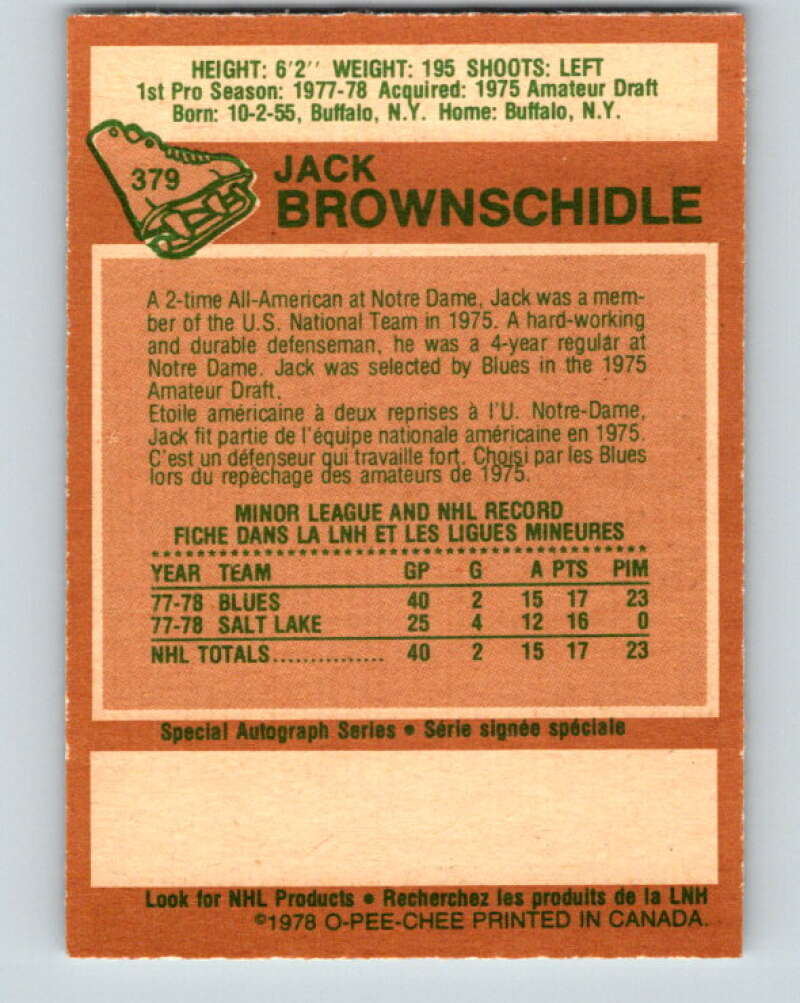 HEIGHT: 6'2'' WEIGHT: 195 SHOOTS: LEFT
1st Pro Season: 1977-78 Acquired: 1975 Amateur Draft
Born: 10-2-55, Buffalo, N.Y. Home: Buffalo, N.Y.
379
JACK
BROWNSCHIDLE
A 2-time All-American at Notre Dame, Jack was a mem-
ber of the U.S. National Team in 1975. A hard-working
and durable defenseman, he was a 4-year regular at
Notre Dame. Jack was selected by Blues in the 1975
Amateur Draft.
Etoile américaine à deux reprises à l'U. Notre-Dame,
Jack fit partie de l'équipe nationale américaine en 1975.
C'est un défenseur qui travaille fort. Choisi par les Blues
lors du repêchage des amateurs de 1975.
MINOR LEAGUE AND NHL RECORD
FICHE DANS LA LNH ET LES LIGUES MINEURES
YEAR TEAM GP G A PTS PIM
77-78 BLUES 40 2 15 17 23
77-78 SALT LAKE 25 4 12 16 0
NHL TOTALS............... 40 2 15 17 23
Special Autograph Series • Série signée spéciale
Look for NHL Products • Recherchez les produits de la LNH
©1978 O-PEE-CHEE PRINTED IN CANADA.